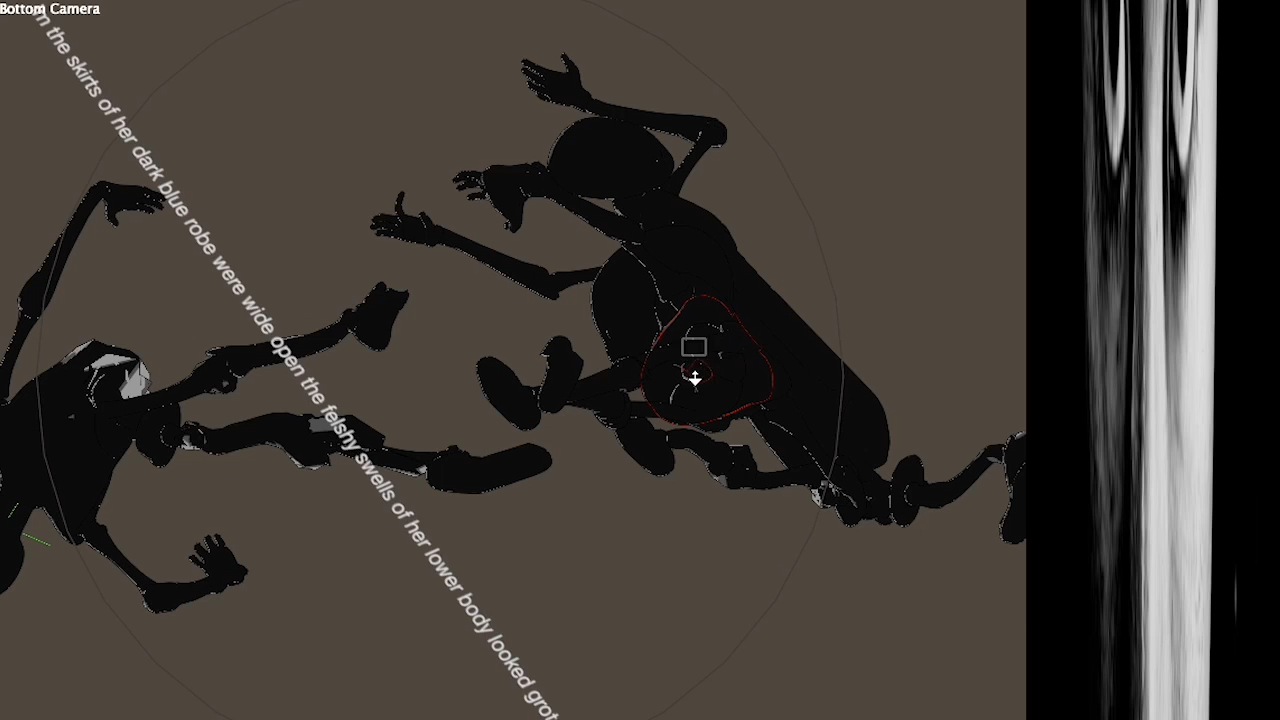 Bottom Camera
the skirts of her dark blue robe were wide open the felshy swells of her lower body looked